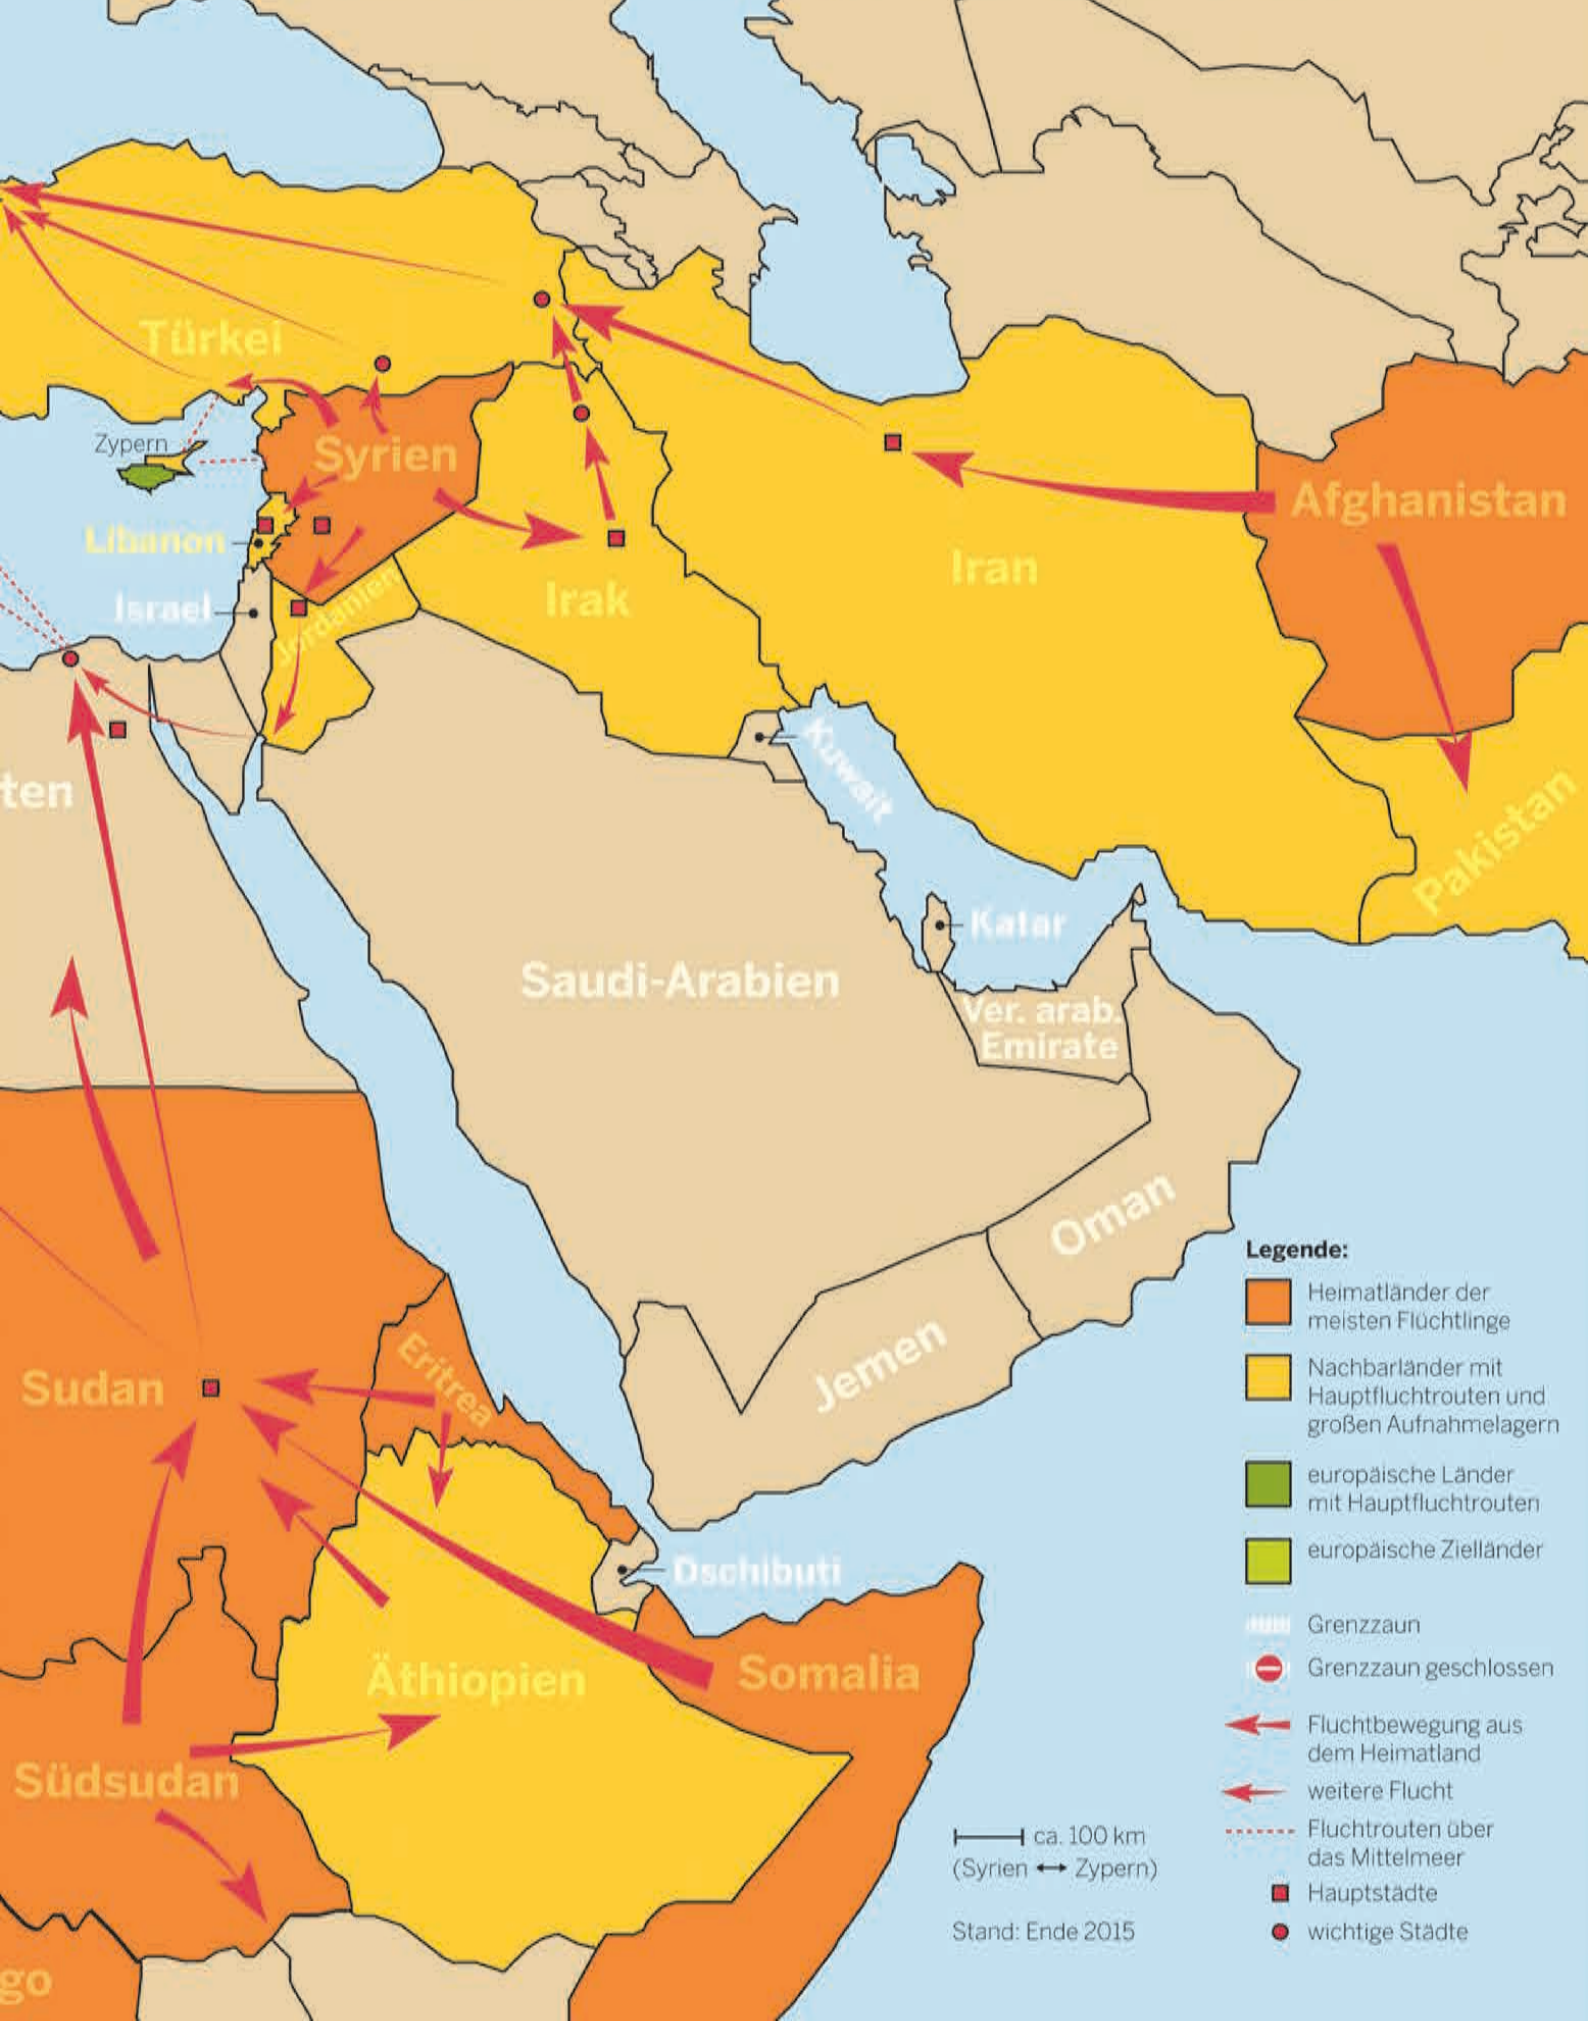 Türkei
Zypern
Syrien
Afghanistan
Libanon
Iran
Irak
Israel
Jordanien
Kuwait
ten
Pakistan
Katar
Saudi-Arabien
Ver. arab.
Emirate
Oman
Legende:
Heimatländer der
meisten Flüchtlinge
Jemen
Eritrea
Sudan
Nachbarländer mit
Hauptfluchtrouten und
großen Aufnahmelagern
europäische Länder
mit Hauptfluchtrouten
europäische Zielländer
Dschibuti
Grenzzaun
Äthiopien
Somalia
Grenzzaun geschlossen
Fluchtbewegung aus
dem Heimatland
Südsudan
weitere Flucht
ca. 100 km
(Syrien ↔ Zypern)
Fluchtrouten über
das Mittelmeer
Hauptstädte
Stand: Ende 2015
wichtige Städte
go